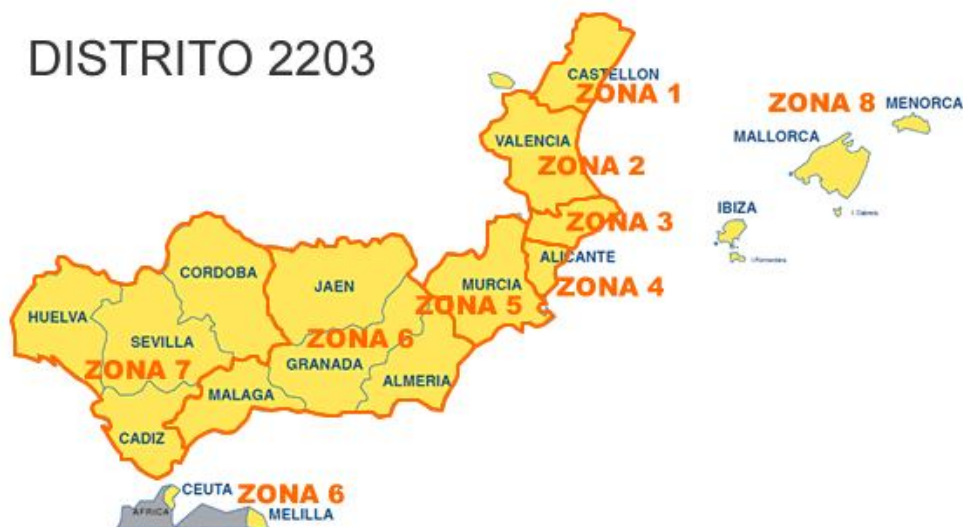 DISTRITO 2203
CASTELLON
ZONA 1
ZONA 8
MENORCA
MALLORCA
VALENCIA
ZONA 2
I. Cabrera
IBIZA
ZONA 3
I. Formentera
ALICANTE
ZONA 4
CORDOBA
JAEN
MURCIA
ZONA 5
HUELVA
SEVILLA
ZONA 6
ZONA 7
GRANADA
ALMERIA
MALAGA
CADIZ
CEUTA
ZONA 6
AFRICA
MELILLA